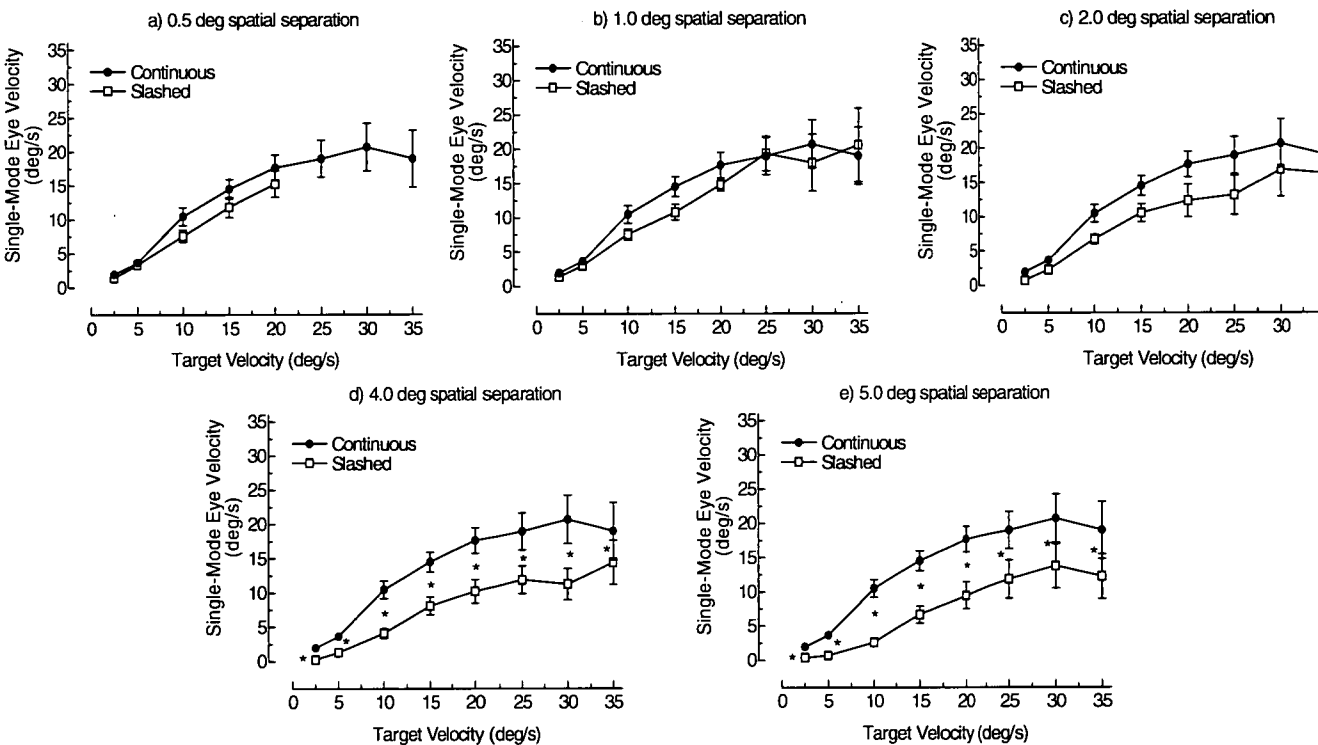 a) 0.5 deg spatial separation
35
30
25
20
15
10
5
0
Single-Mode Eye Velocity
(deg/s)
Continuous
Slashed
0 5 10 15 20 25 30 35
Target Velocity (deg/s)
b) 1.0 deg spatial separation
35
30
25
20
15
10
5
0
Single-Mode Eye Velocity
(deg/s)
Continuous
Slashed
0 5 10 15 20 25 30 35
Target Velocity (deg/s)
c) 2.0 deg spatial separation
35
30
25
20
15
10
5
0
Single-Mode Eye Velocity
(deg/s)
Continuous
Slashed
0 5 10 15 20 25 30
Target Velocity (deg/s)
d) 4.0 deg spatial separation
35
30
25
20
15
10
5
0
Single-Mode Eye Velocity
(deg/s)
Continuous
Slashed
* * * * * * * *
0 5 10 15 20 25 30 35
Target Velocity (deg/s)
e) 5.0 deg spatial separation
35
30
25
20
15
10
5
0
Single-Mode Eye Velocity
(deg/s)
Continuous
Slashed
* * * * * * * *
0 5 10 15 20 25 30 35
Target Velocity (deg/s)